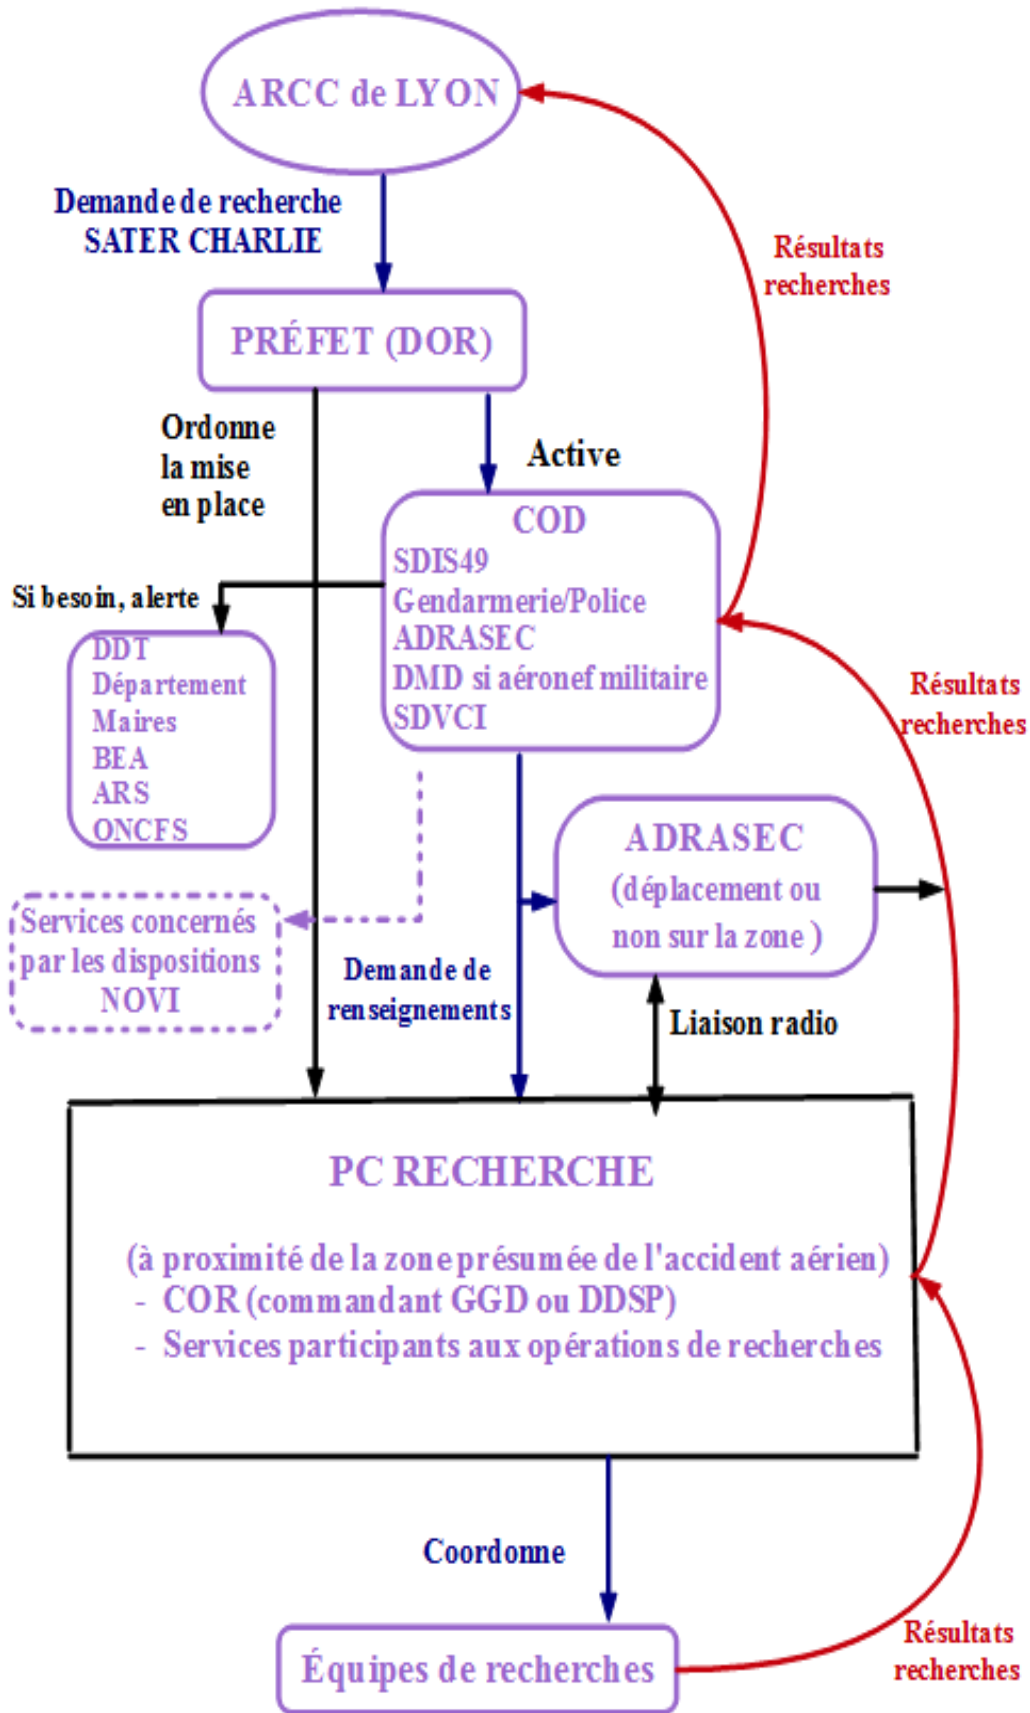 ARCC de LYON
Demande de recherche
SATER CHARLIE
Résultats
recherches
PRÉFET (DOR)
Ordonne
la mise
en place
Active
COD
SDIS49
Gendarmerie/Police
ADRASEC
DMD si aéronef militaire
SDVCI
Si besoin, alerte
DDT
Département
Maires
BEA
ARS
ONCFS
Résultats
recherches
ADRASEC
(déplacement ou
non sur la zone )
Services concernés
par les dispositions
NOVI
Demande de
renseignements
Liaison radio
PC RECHERCHE
(à proximité de la zone présumée de l'accident aérien)
- COR (commandant GGD ou DDSP)
- Services participants aux opérations de recherches
Coordonne
Équipes de recherches
Résultats
recherches